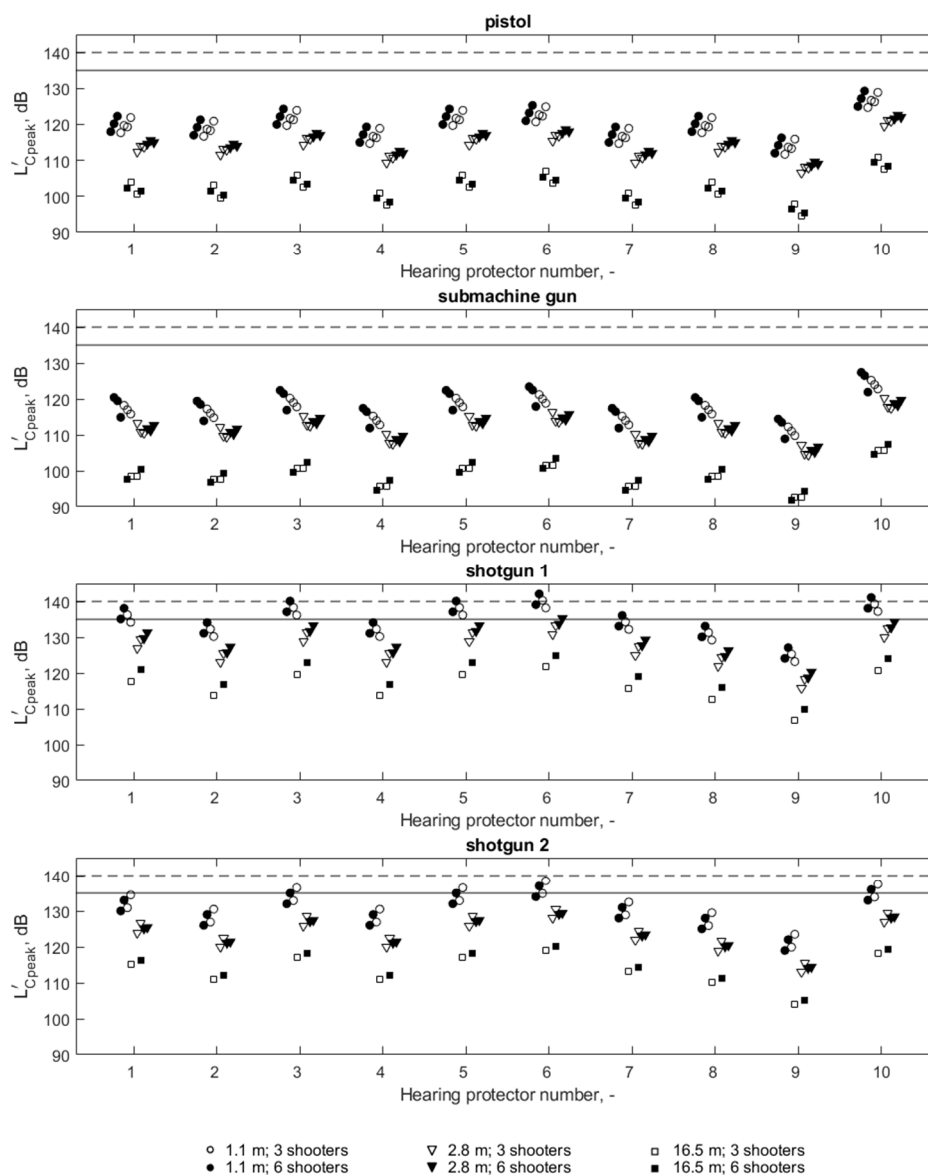 pistol
140
130
120
110
100
90
L′Cpeak, dB
1 2 3 4 5 6 7 8 9 10
Hearing protector number, -
submachine gun
140
130
120
110
100
90
L′Cpeak, dB
1 2 3 4 5 6 7 8 9 10
Hearing protector number, -
shotgun 1
140
130
120
110
100
90
L′Cpeak, dB
1 2 3 4 5 6 7 8 9 10
Hearing protector number, -
shotgun 2
140
130
120
110
100
90
L′Cpeak, dB
1 2 3 4 5 6 7 8 9 10
Hearing protector number, -
1.1 m; 3 shooters 2.8 m; 3 shooters 16.5 m; 3 shooters
1.1 m; 6 shooters 2.8 m; 6 shooters 16.5 m; 6 shooters